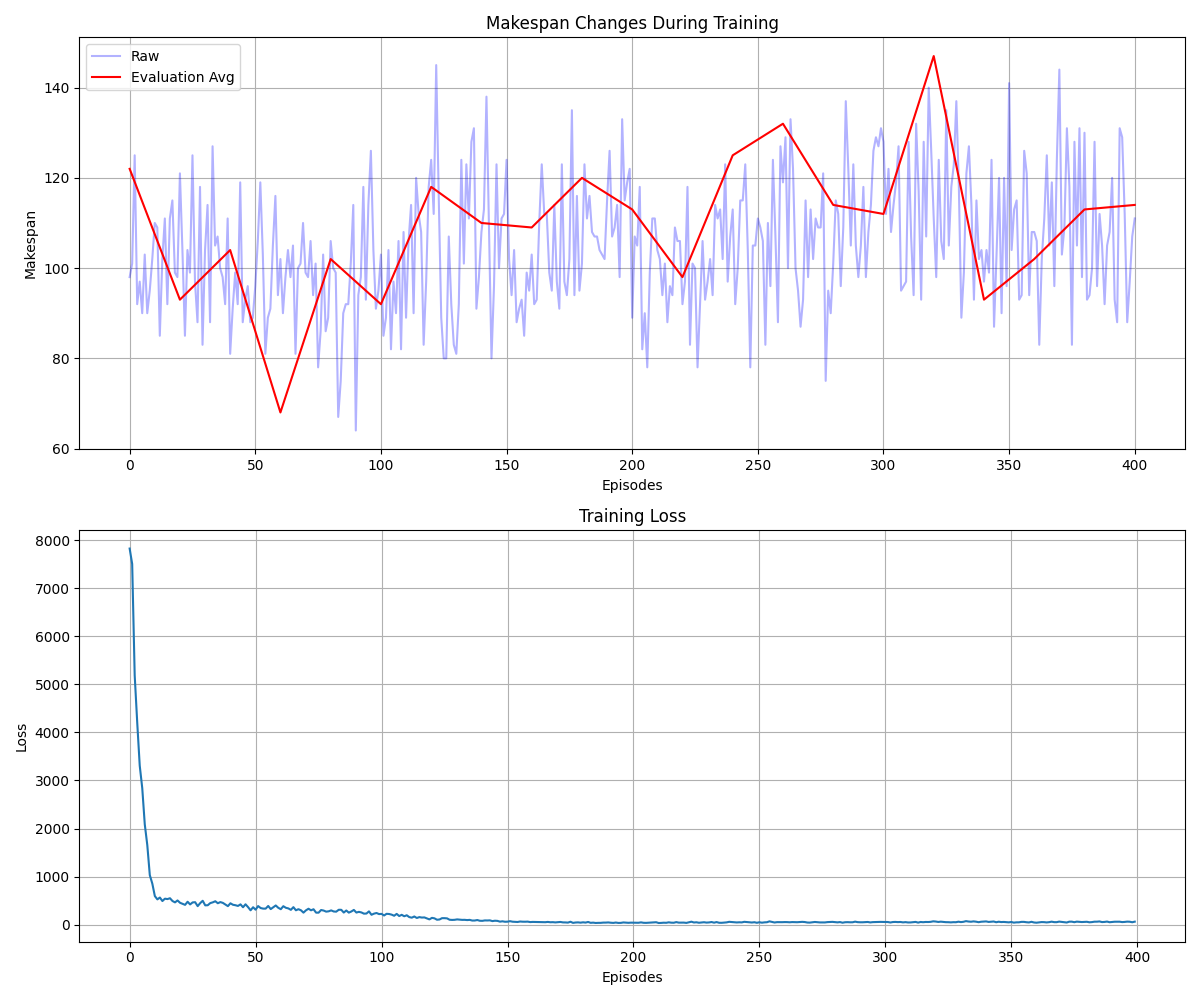 Makespan Changes During Training
Raw
Evaluation Avg
Makespan
140
120
100
80
60
0 50 100 150 200 250 300 350 400
Episodes
Training Loss
Loss
8000
7000
6000
5000
4000
3000
2000
1000
0
0 50 100 150 200 250 300 350 400
Episodes